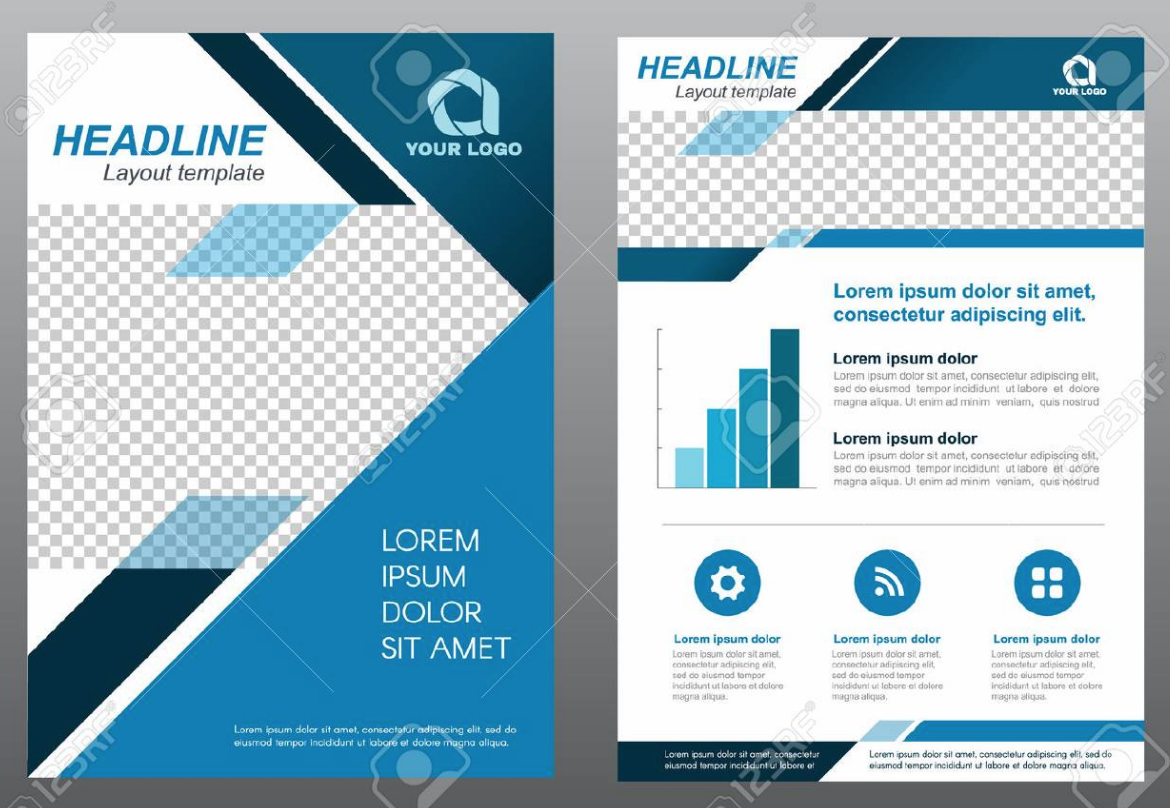 HEADLINE
Layout template
YOUR LOGO
LOREM
IPSUM
DOLOR
SIT AMET
Lorem ipsum dolor sit amet, consectetur adipiscing elit, sed do
eiusmod tempor incididunt ut labore et dolore magna aliqua.
HEADLINE
Layout template
YOUR LOGO
Lorem ipsum dolor sit amet,
consectetur adipiscing elit.
Lorem ipsum dolor
Lorem ipsum dolor sit amet, consectetur adipiscing elit,
sed do eiusmod tempor incididunt ut labore et dolore
magna aliqua. Ut enim ad minim veniam, quis nostrud
Lorem ipsum dolor
Lorem ipsum dolor sit amet, consectetur adipiscing elit,
sed do eiusmod tempor incididunt ut labore et dolore
magna aliqua. Ut enim ad minim veniam, quis nostrud
Lorem ipsum dolor
Lorem ipsum dolor sit amet,
consectetur adipiscing elit,
sed do eiusmod tempor
incididunt ut labore et dolore
magna aliqua.
Lorem ipsum dolor
Lorem ipsum dolor sit amet,
consectetur adipiscing elit,
sed do eiusmod tempor
incididunt ut labore et dolore
magna aliqua.
Lorem ipsum dolor
Lorem ipsum dolor sit amet,
consectetur adipiscing elit,
sed do eiusmod tempor
incididunt ut labore et dolore
magna aliqua.
Lorem ipsum dolor sit amet, consectetur adipiscing
elit, sed do eiusmod tempor incididunt ut labore et
Lorem ipsum dolor sit amet, consectetur adipiscing elit, sed do
eiusmod tempor incididunt ut labore et dolore magna aliqua.
123RF